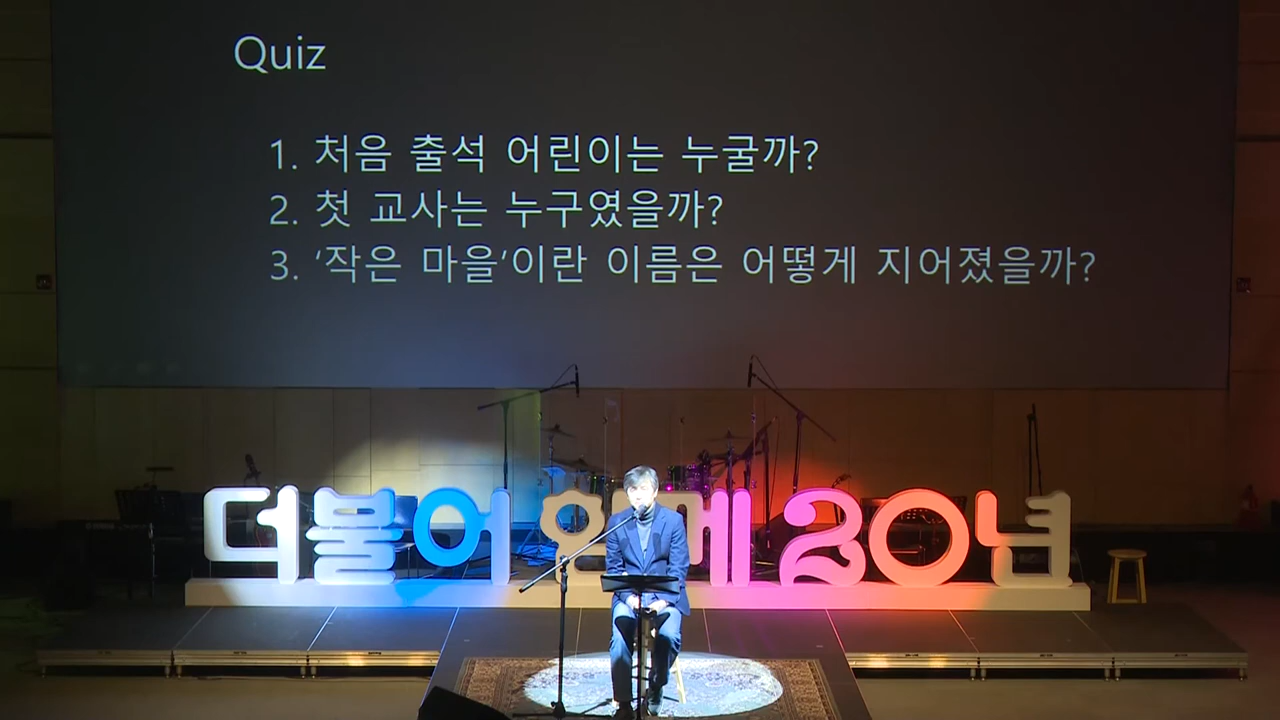 Quiz
1. 처음 출석 어린이는 누굴까?
2. 첫 교사는 누구였을까?
3. '작은 마을'이란 이름은 어떻게 지어졌을까?
더불어 함께 20년